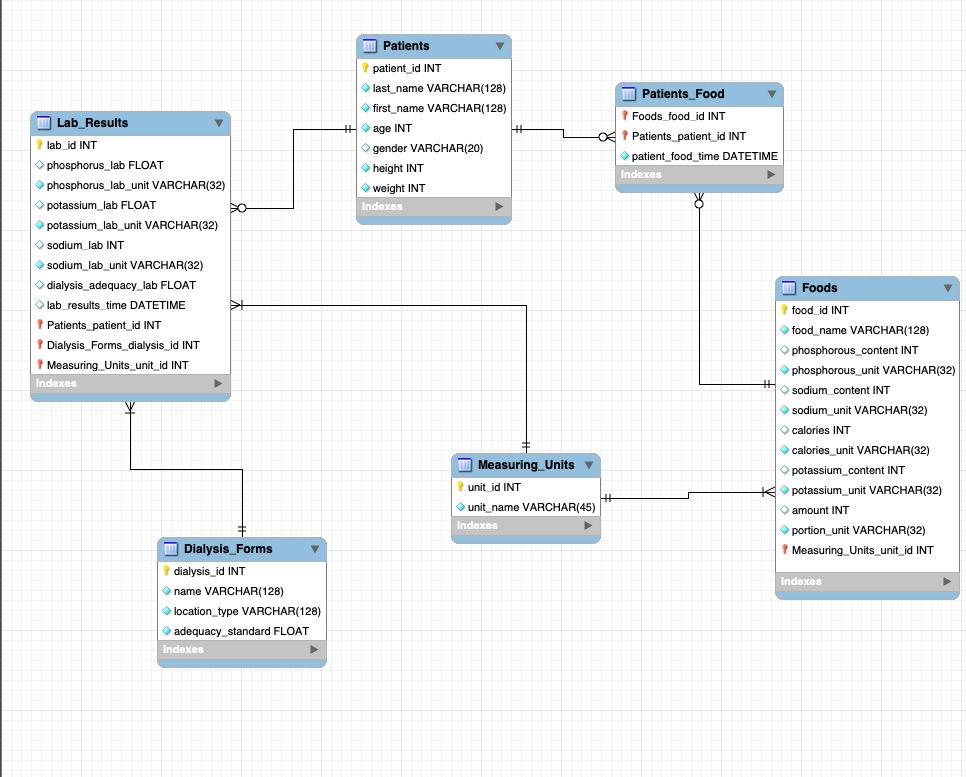 Patients
patient_id INT
last_name VARCHAR(128)
first_name VARCHAR(128)
age INT
gender VARCHAR(20)
height INT
weight INT
Indexes
Patients_Food
Foods_food_id INT
Patients_patient_id INT
patient_food_time DATETIME
Indexes
Lab_Results
lab_id INT
phosphorus_lab FLOAT
phosphorus_lab_unit VARCHAR(32)
potassium_lab FLOAT
potassium_lab_unit VARCHAR(32)
sodium_lab INT
sodium_lab_unit VARCHAR(32)
dialysis_adequacy_lab FLOAT
lab_results_time DATETIME
Patients_patient_id INT
Dialysis_Forms_dialysis_id INT
Measuring_Units_unit_id INT
Indexes
Foods
food_id INT
food_name VARCHAR(128)
phosphorous_content INT
phosphorous_unit VARCHAR(32)
sodium_content INT
sodium_unit VARCHAR(32)
calories INT
calories_unit VARCHAR(32)
potassium_content INT
potassium_unit VARCHAR(32)
amount INT
portion_unit VARCHAR(32)
Measuring_Units_unit_id INT
Indexes
Measuring_Units
unit_id INT
unit_name VARCHAR(45)
Indexes
Dialysis_Forms
dialysis_id INT
name VARCHAR(128)
location_type VARCHAR(128)
adequacy_standard FLOAT
Indexes